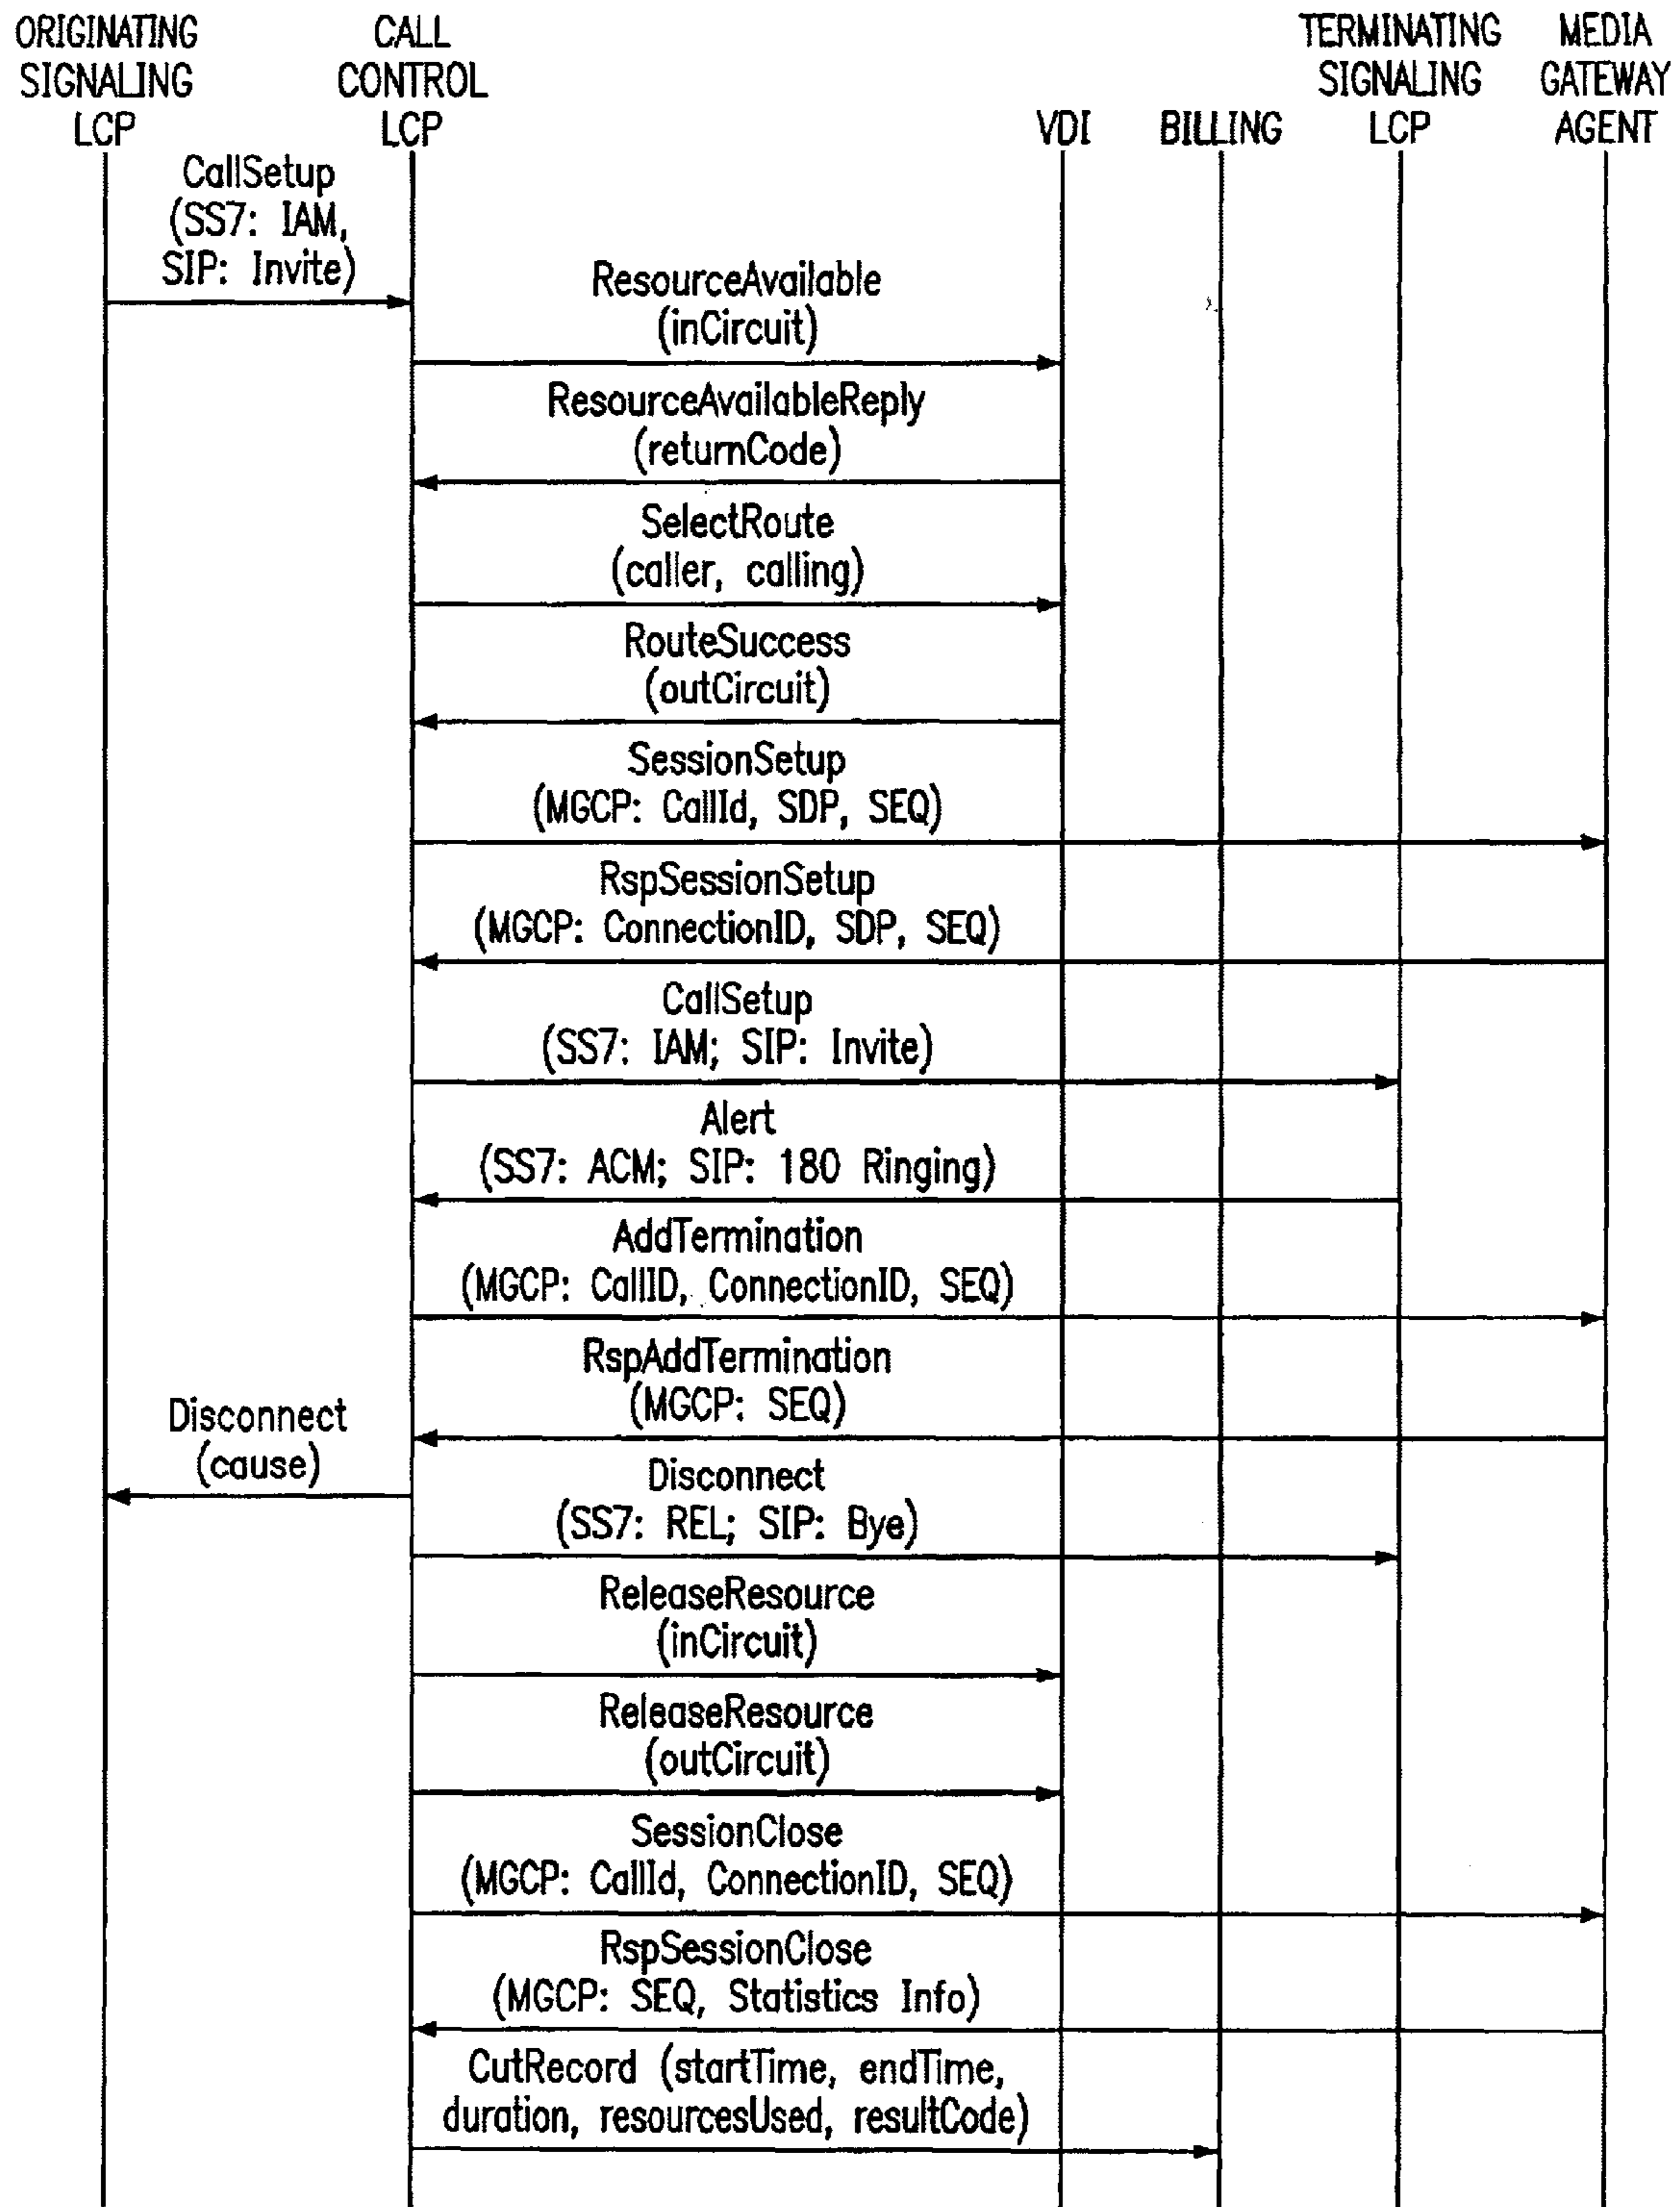 ORIGINATING
SIGNALING
LCP
CALL
CONTROL
LCP
VDI
BILLING
TERMINATING
SIGNALING
LCP
MEDIA
GATEWAY
AGENT
CallSetup
(SS7: IAM,
SIP: Invite)
ResourceAvailable
(inCircuit)
ResourceAvailableReply
(returnCode)
SelectRoute
(caller, calling)
RouteSuccess
(outCircuit)
SessionSetup
(MGCP: CallId, SDP, SEQ)
RspSessionSetup
(MGCP: ConnectionID, SDP, SEQ)
CallSetup
(SS7: IAM; SIP: Invite)
Alert
(SS7: ACM; SIP: 180 Ringing)
AddTermination
(MGCP: CallID, ConnectionID, SEQ)
RspAddTermination
(MGCP: SEQ)
Disconnect
(cause)
Disconnect
(SS7: REL; SIP: Bye)
ReleaseResource
(inCircuit)
ReleaseResource
(outCircuit)
SessionClose
(MGCP: CallId, ConnectionID, SEQ)
RspSessionClose
(MGCP: SEQ, Statistics Info)
CutRecord (startTime, endTime,
duration, resourcesUsed, resultCode)